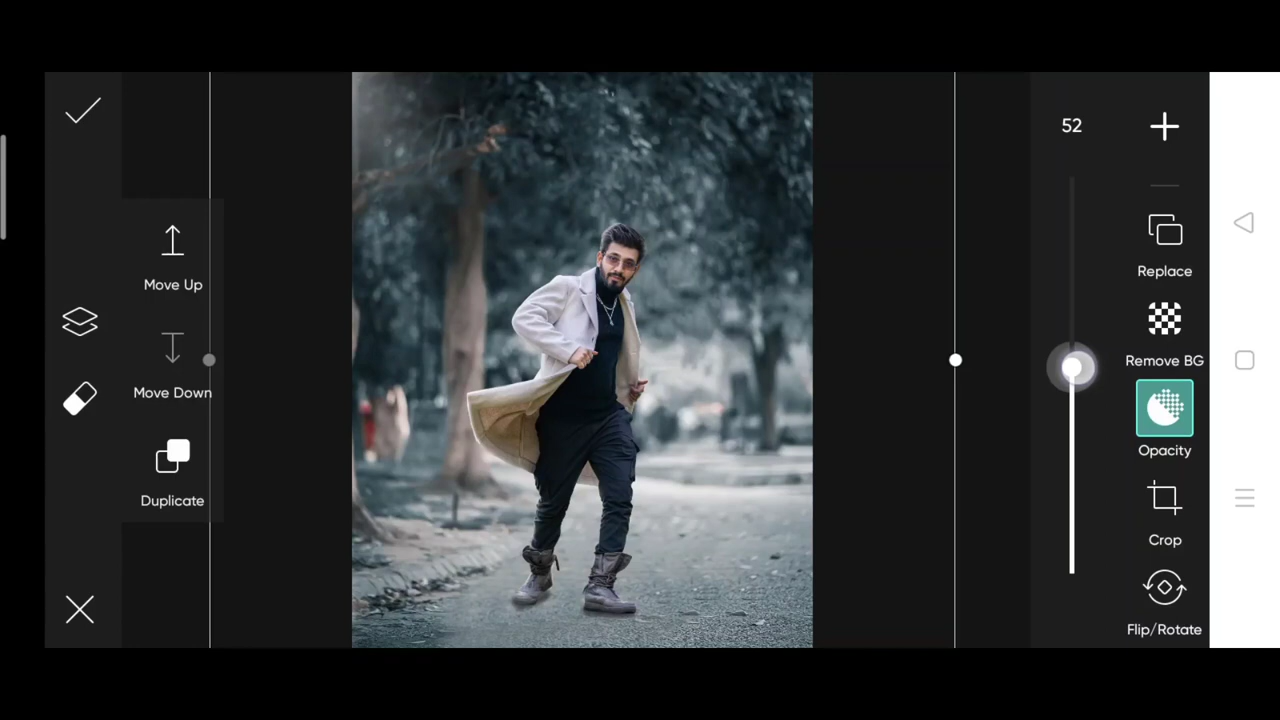 52
Move Up
Replace
Move Down
Remove BG
Opacity
Duplicate
Crop
Flip/Rotate